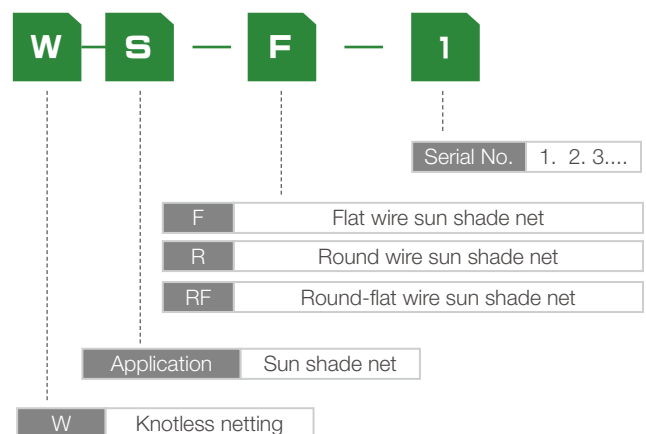 W — S — F — 1
Serial No. 1. 2. 3....
F Flat wire sun shade net
R Round wire sun shade net
RF Round-flat wire sun shade net
Application Sun shade net
W Knotless netting